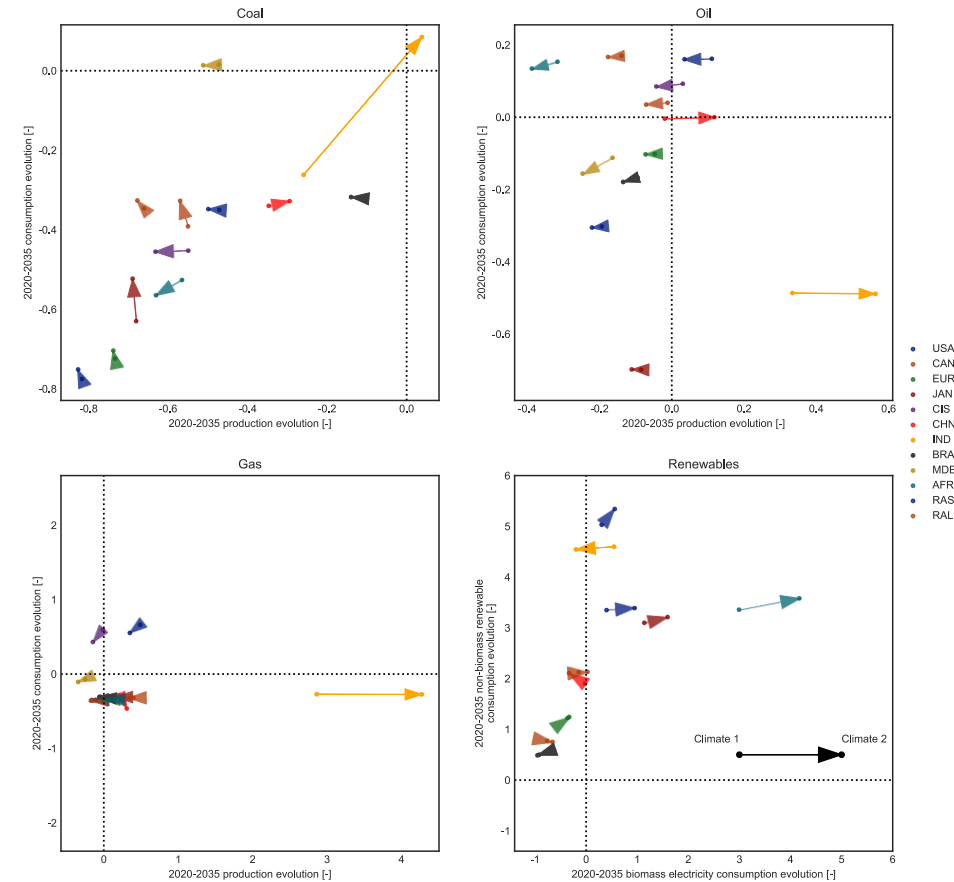 Coal
0.0
-0.2
-0.4
-0.6
-0.8
2020-2035 consumption evolution [-]
-0.8
-0.6
-0.4
-0.2
0.0
2020-2035 production evolution [-]
Oil
0.2
0.0
-0.2
-0.4
-0.6
2020-2035 consumption evolution [-]
-0.4
-0.2
0.0
0.2
0.4
0.6
2020-2035 production evolution [-]
USA
CAN
EUR
JAN
CIS
CHN
IND
BRA
MDE
AFR
RAS
RAL
Gas
2
1
0
-1
-2
2020-2035 consumption evolution [-]
0
1
2
3
4
2020-2035 production evolution [-]
Renewables
6
5
4
3
2
1
0
-1
2020-2035 non-biomass renewable
consumption evolution [-]
Climate 1
Climate 2
-1
0
1
2
3
4
5
6
2020-2035 biomass electricity consumption evolution [-]